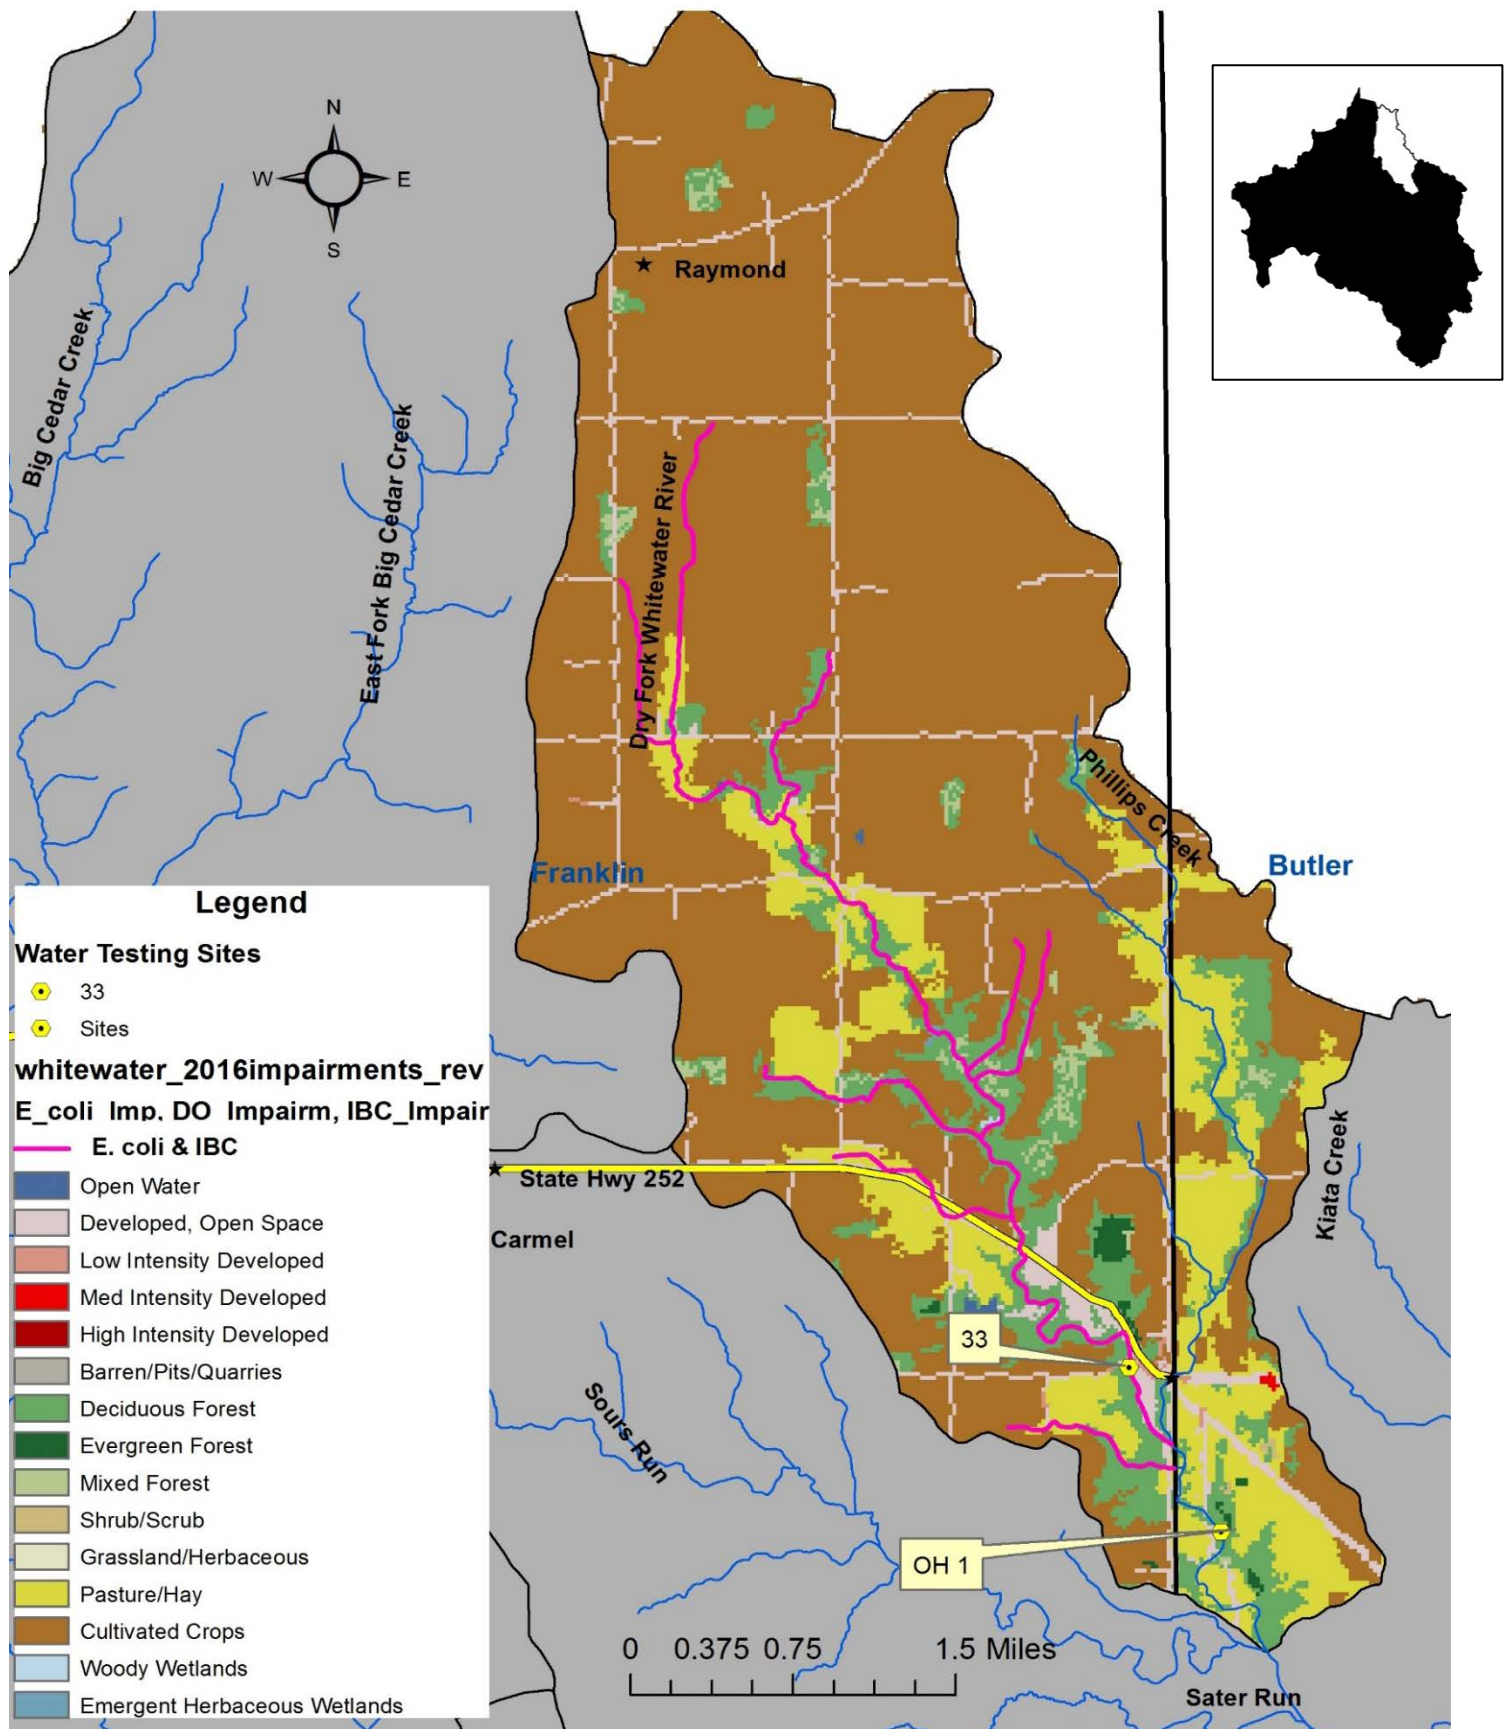 N
W E
S
Raymond
Big Cedar Creek
East Fork Big Cedar Creek
Dry Fork Whitewater River
Phillips Creek
Franklin
Butler
Kiata Creek
State Hwy 252
Carmel
33
Sours Run
OH 1
Sater Run
0 0.375 0.75 1.5 Miles
Legend
Water Testing Sites
33
Sites
whitewater_2016impairments_rev
E_coli_Imp, DO_Impairm, IBC_Impair
E. coli & IBC
Open Water
Developed, Open Space
Low Intensity Developed
Med Intensity Developed
High Intensity Developed
Barren/Pits/Quarries
Deciduous Forest
Evergreen Forest
Mixed Forest
Shrub/Scrub
Grassland/Herbaceous
Pasture/Hay
Cultivated Crops
Woody Wetlands
Emergent Herbaceous Wetlands